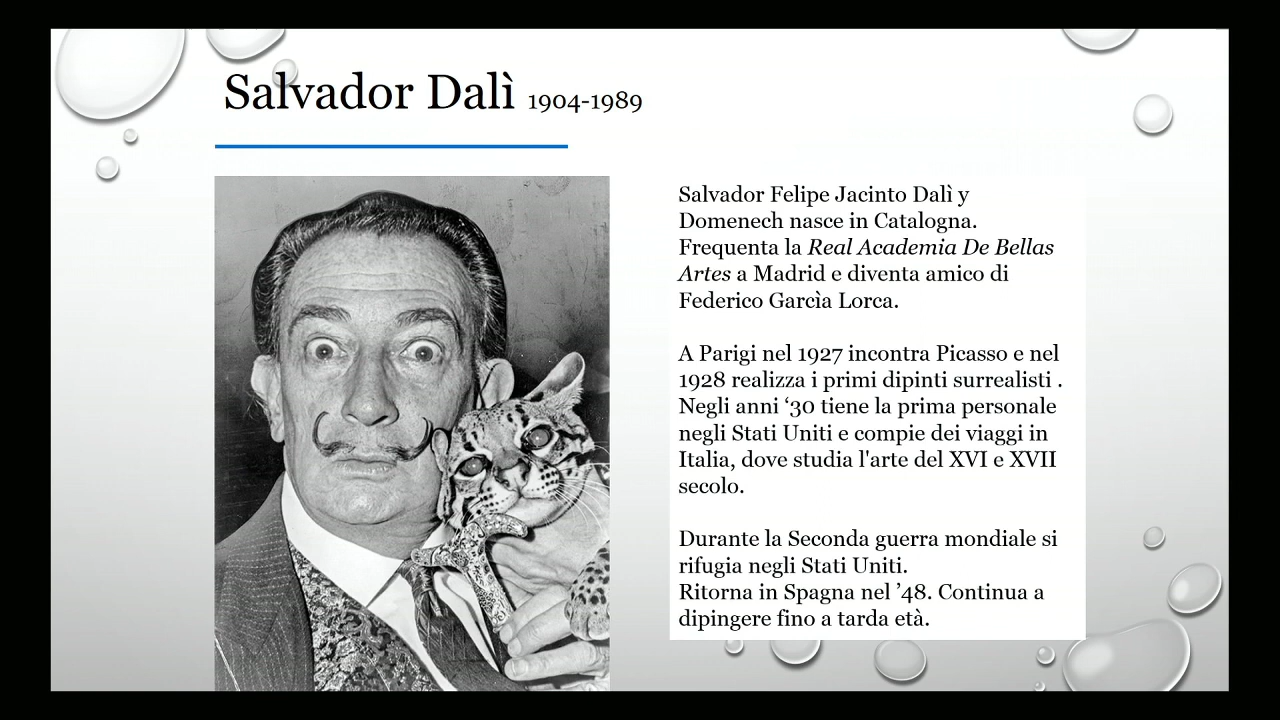 Salvador Dalì 1904-1989
Salvador Felipe Jacinto Dalì y
Domenech nasce in Catalogna.
Frequenta la Real Academia De Bellas
Artes a Madrid e diventa amico di
Federico Garcìa Lorca.
A Parigi nel 1927 incontra Picasso e nel
1928 realizza i primi dipinti surrealisti .
Negli anni ‘30 tiene la prima personale
negli Stati Uniti e compie dei viaggi in
Italia, dove studia l'arte del XVI e XVII
secolo.
Durante la Seconda guerra mondiale si
rifugia negli Stati Uniti.
Ritorna in Spagna nel ’48. Continua a
dipingere fino a tarda età.